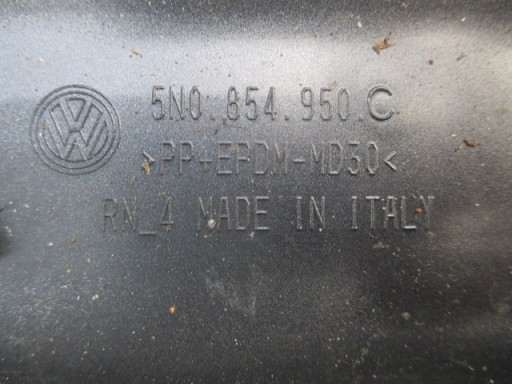 5N0.854.950.C
>PP+EPDM-MD30<
RN_4 MADE IN ITALY